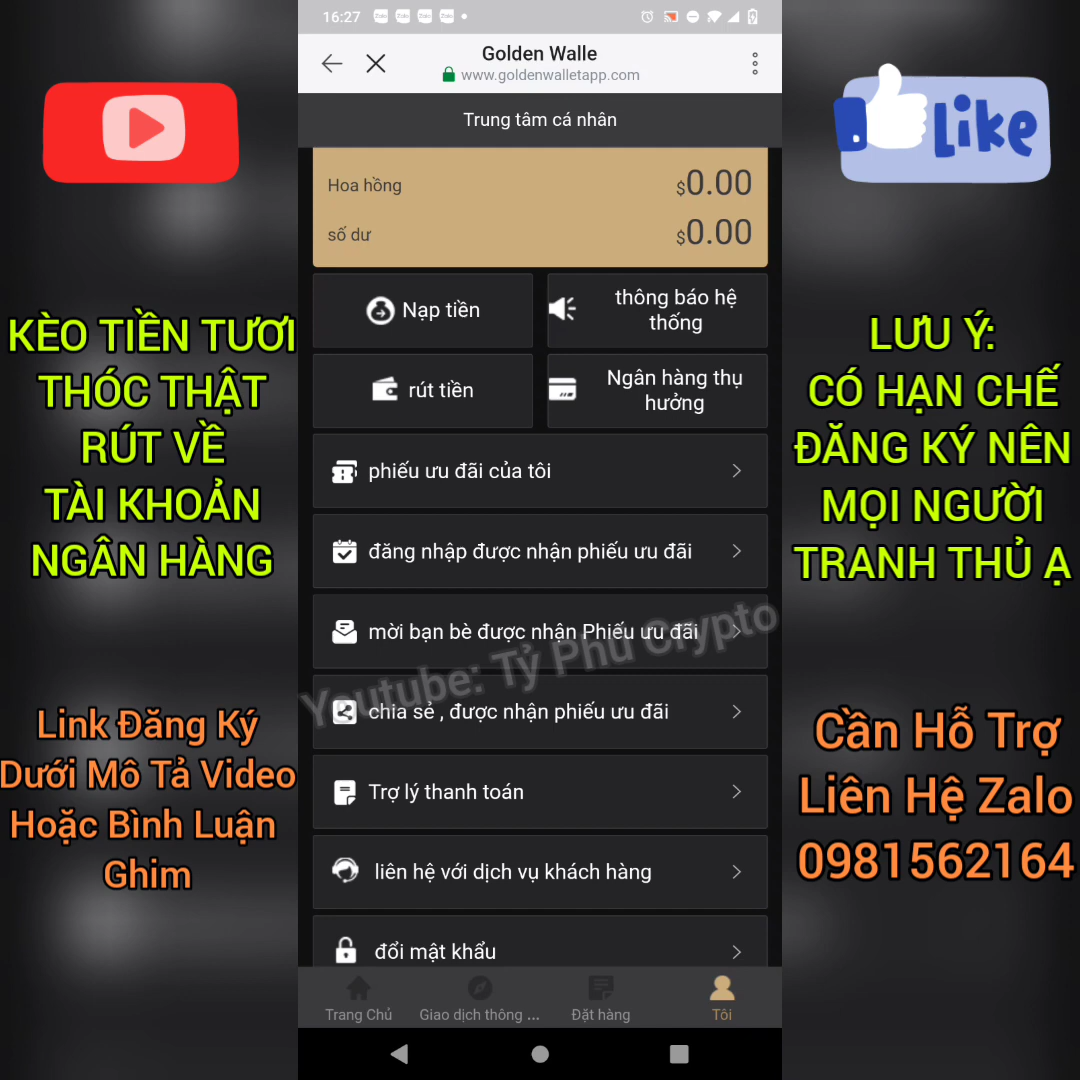 16:27
Zalo Zalo Zalo Zalo
Golden Walle
www.goldenwalletapp.com
Trung tâm cá nhân
Hoa hồng
$0.00
số dư
$0.00
Nạp tiền
thông báo hệ
thống
rút tiền
Ngân hàng thụ
hưởng
phiếu ưu đãi của tôi
đăng nhập được nhận phiếu ưu đãi
mời bạn bè được nhận Phiếu ưu đãi
chia sẻ , được nhận phiếu ưu đãi
Trợ lý thanh toán
liên hệ với dịch vụ khách hàng
đổi mật khẩu
Trang Chủ
Giao dịch thông ...
Đặt hàng
Tôi
Youtube: Tỷ Phú Crypto
KÈO TIỀN TƯƠI
THÓC THẬT
RÚT VỀ
TÀI KHOẢN
NGÂN HÀNG
Link Đăng Ký
Dưới Mô Tả Video
Hoặc Bình Luận
Ghim
Like
LƯU Ý:
CÓ HẠN CHẾ
ĐĂNG KÝ NÊN
MỌI NGƯỜI
TRANH THỦ Ạ
Cần Hỗ Trợ
Liên Hệ Zalo
0981562164